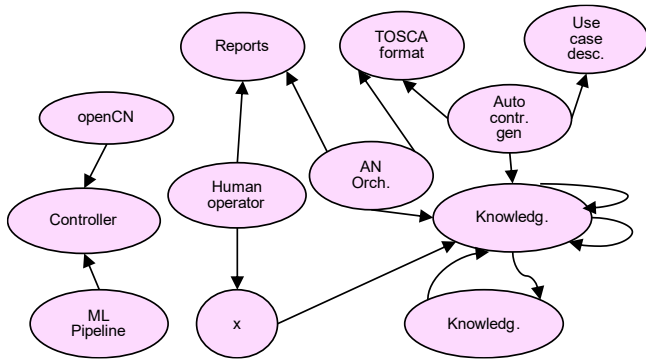 Reports
TOSCA
format
Use
case
desc.
openCN
Auto
contr.
gen
AN
Orch.
Human
operator
Controller
Knowledg.
ML
Pipeline
x
Knowledg.